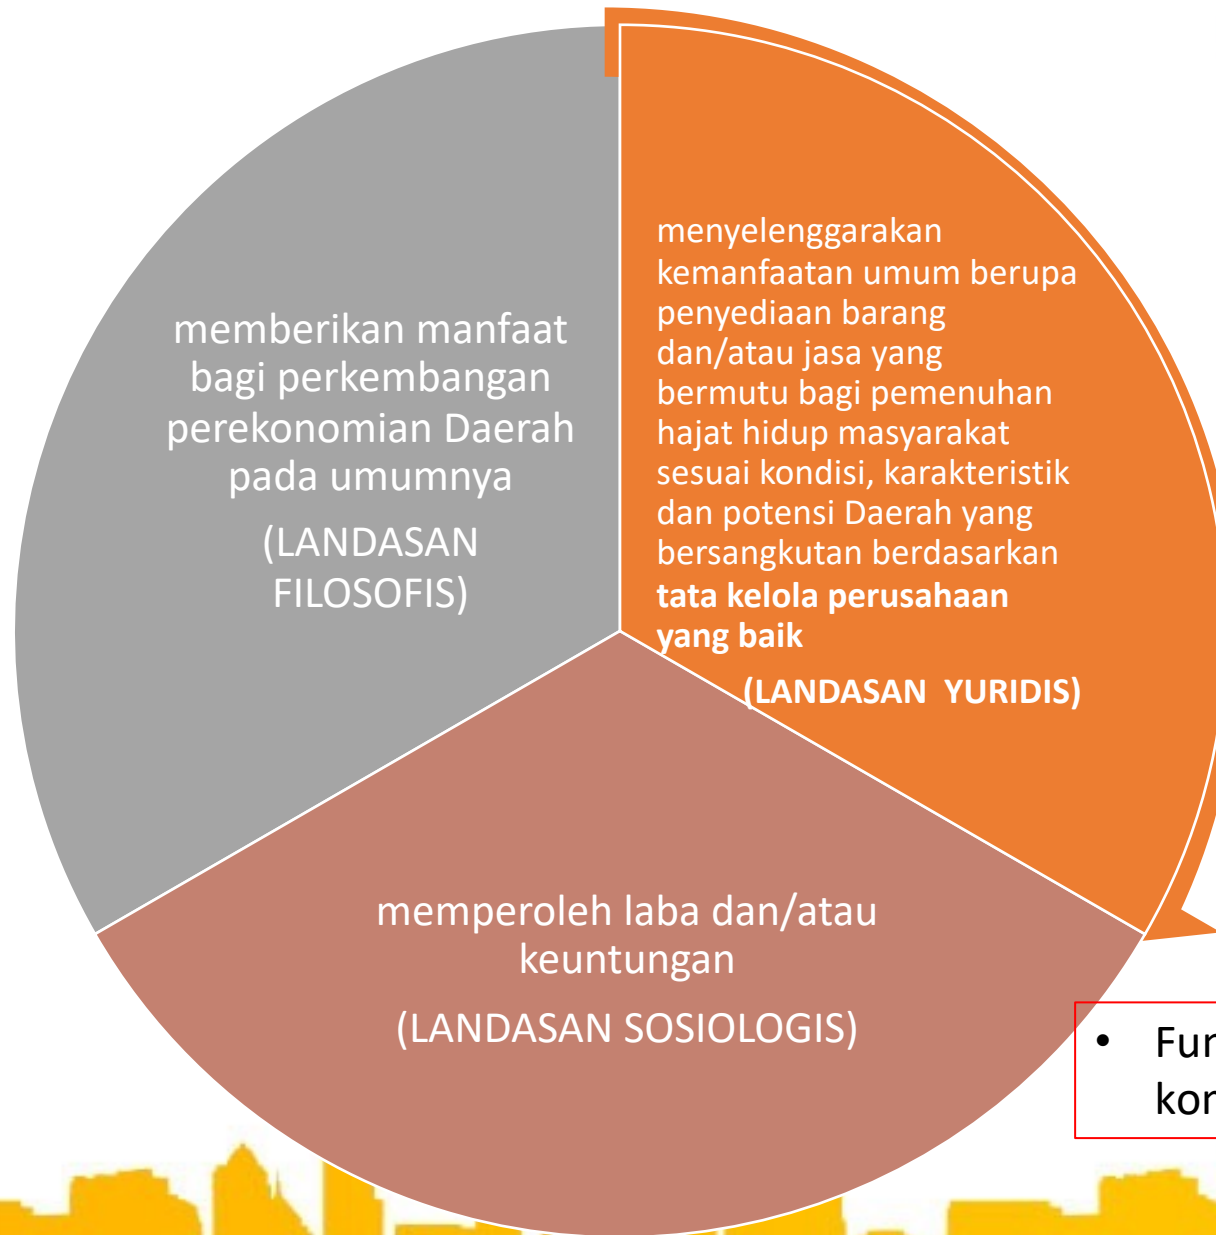 memberikan manfaat
bagi perkembangan
perekonomian Daerah
pada umumnya
(LANDASAN
FILOSOFIS)
menyelenggarakan
kemanfaatan umum berupa
penyediaan barang
dan/atau jasa yang
bermutu bagi pemenuhan
hajat hidup masyarakat
sesuai kondisi, karakteristik
dan potensi Daerah yang
bersangkutan berdasarkan
tata kelola perusahaan
yang baik
(LANDASAN YURIDIS)
memperoleh laba dan/atau
keuntungan
(LANDASAN SOSIOLOGIS)